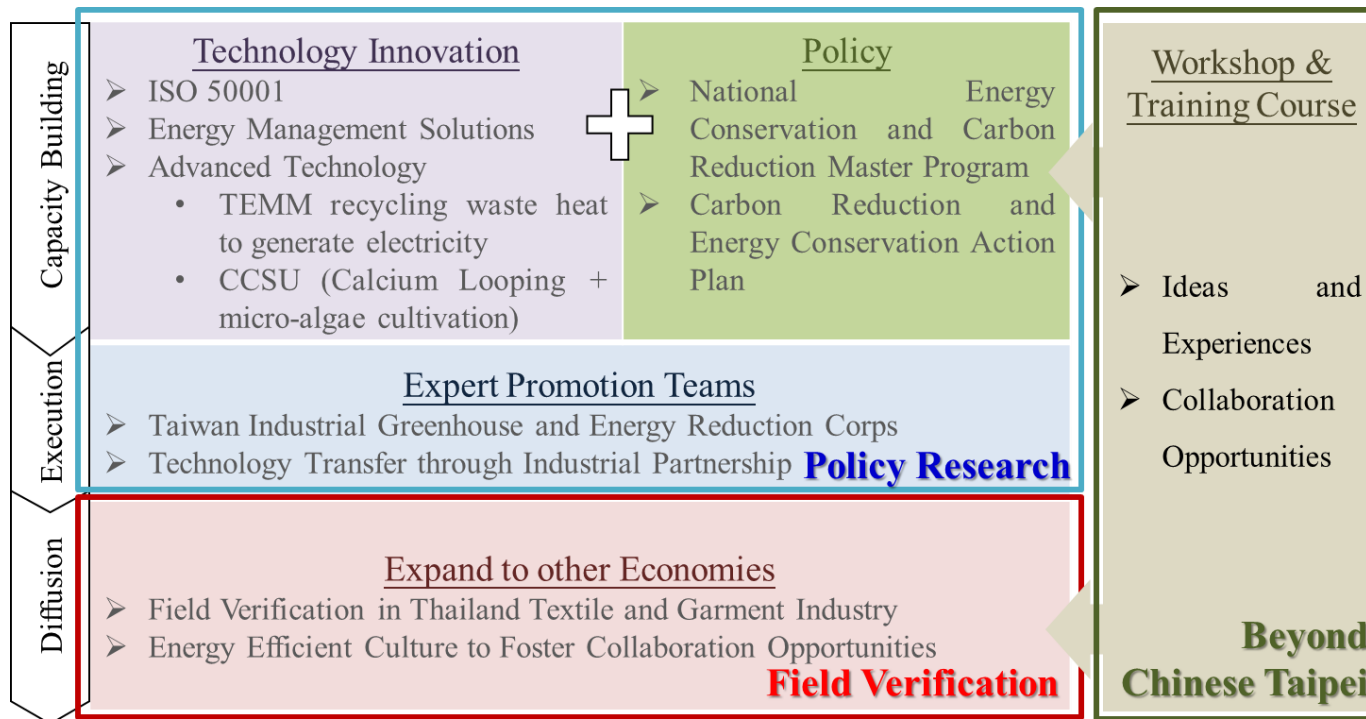 Capacity Building
Technology Innovation
➢ ISO 50001
➢ Energy Management Solutions
➢ Advanced Technology
• TEMM recycling waste heat
to generate electricity
• CCSU (Calcium Looping +
micro-algae cultivation)
Policy
➢ National Energy
Conservation and Carbon
Reduction Master Program
➢ Carbon Reduction and
Energy Conservation Action
Plan
Execution
Expert Promotion Teams
➢ Taiwan Industrial Greenhouse and Energy Reduction Corps
➢ Technology Transfer through Industrial Partnership
Policy Research
Diffusion
Expand to other Economies
➢ Field Verification in Thailand Textile and Garment Industry
➢ Energy Efficient Culture to Foster Collaboration Opportunities
Field Verification
Workshop &
Training Course
➢ Ideas and
Experiences
➢ Collaboration
Opportunities
Beyond
Chinese Taipei